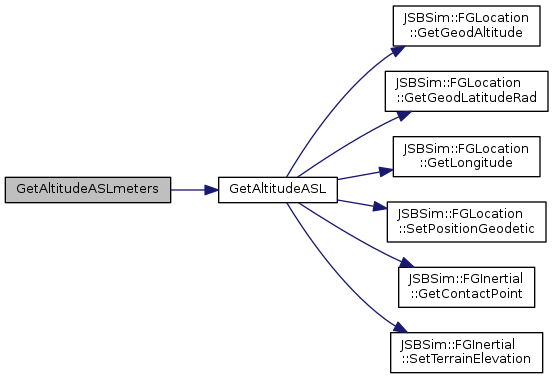 GetAltitudeASLmeters
GetAltitudeASL
JSBSim::FGLocation
::GetGeodAltitude
JSBSim::FGLocation
::GetGeodLatitudeRad
JSBSim::FGLocation
::GetLongitude
JSBSim::FGLocation
::SetPositionGeodetic
JSBSim::FGInertial
::GetContactPoint
JSBSim::FGInertial
::SetTerrainElevation